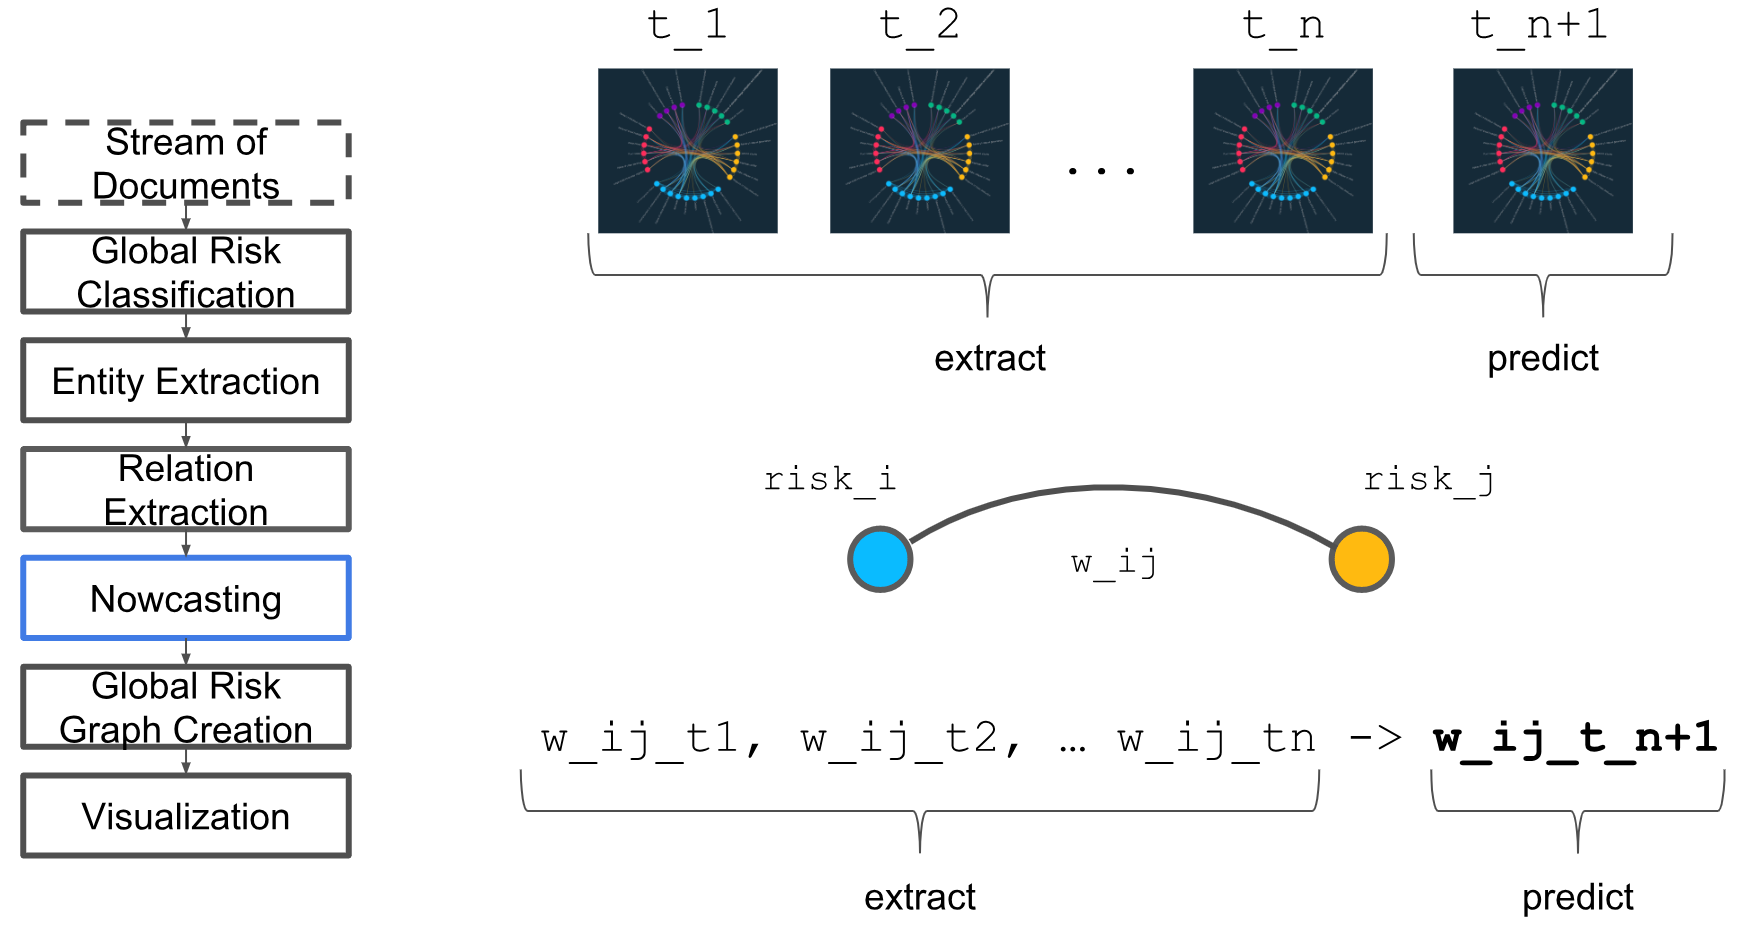 Stream of
Documents
Global Risk
Classification
Entity Extraction
Relation
Extraction
Nowcasting
Global Risk
Graph Creation
Visualization
t_1 t_2 t_n t_n+1
...
extract predict
risk_i risk_j
w_ij
w_ij_t1, w_ij_t2, … w_ij_tn -> w_ij_t_n+1
extract predict